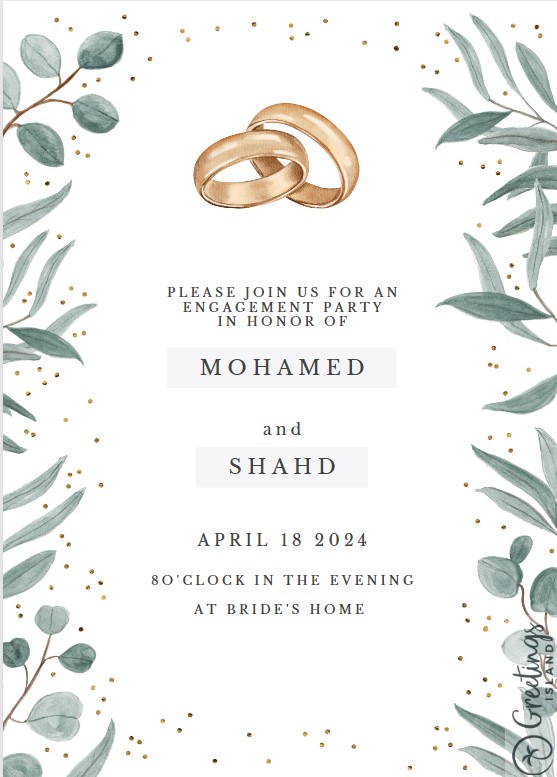 PLEASE JOIN US FOR AN
ENGAGEMENT PARTY
IN HONOR OF
MOHAMED
and
SHAHD
APRIL 18 2024
8O'CLOCK IN THE EVENING
AT BRIDE'S HOME
Greetings
ISLAND